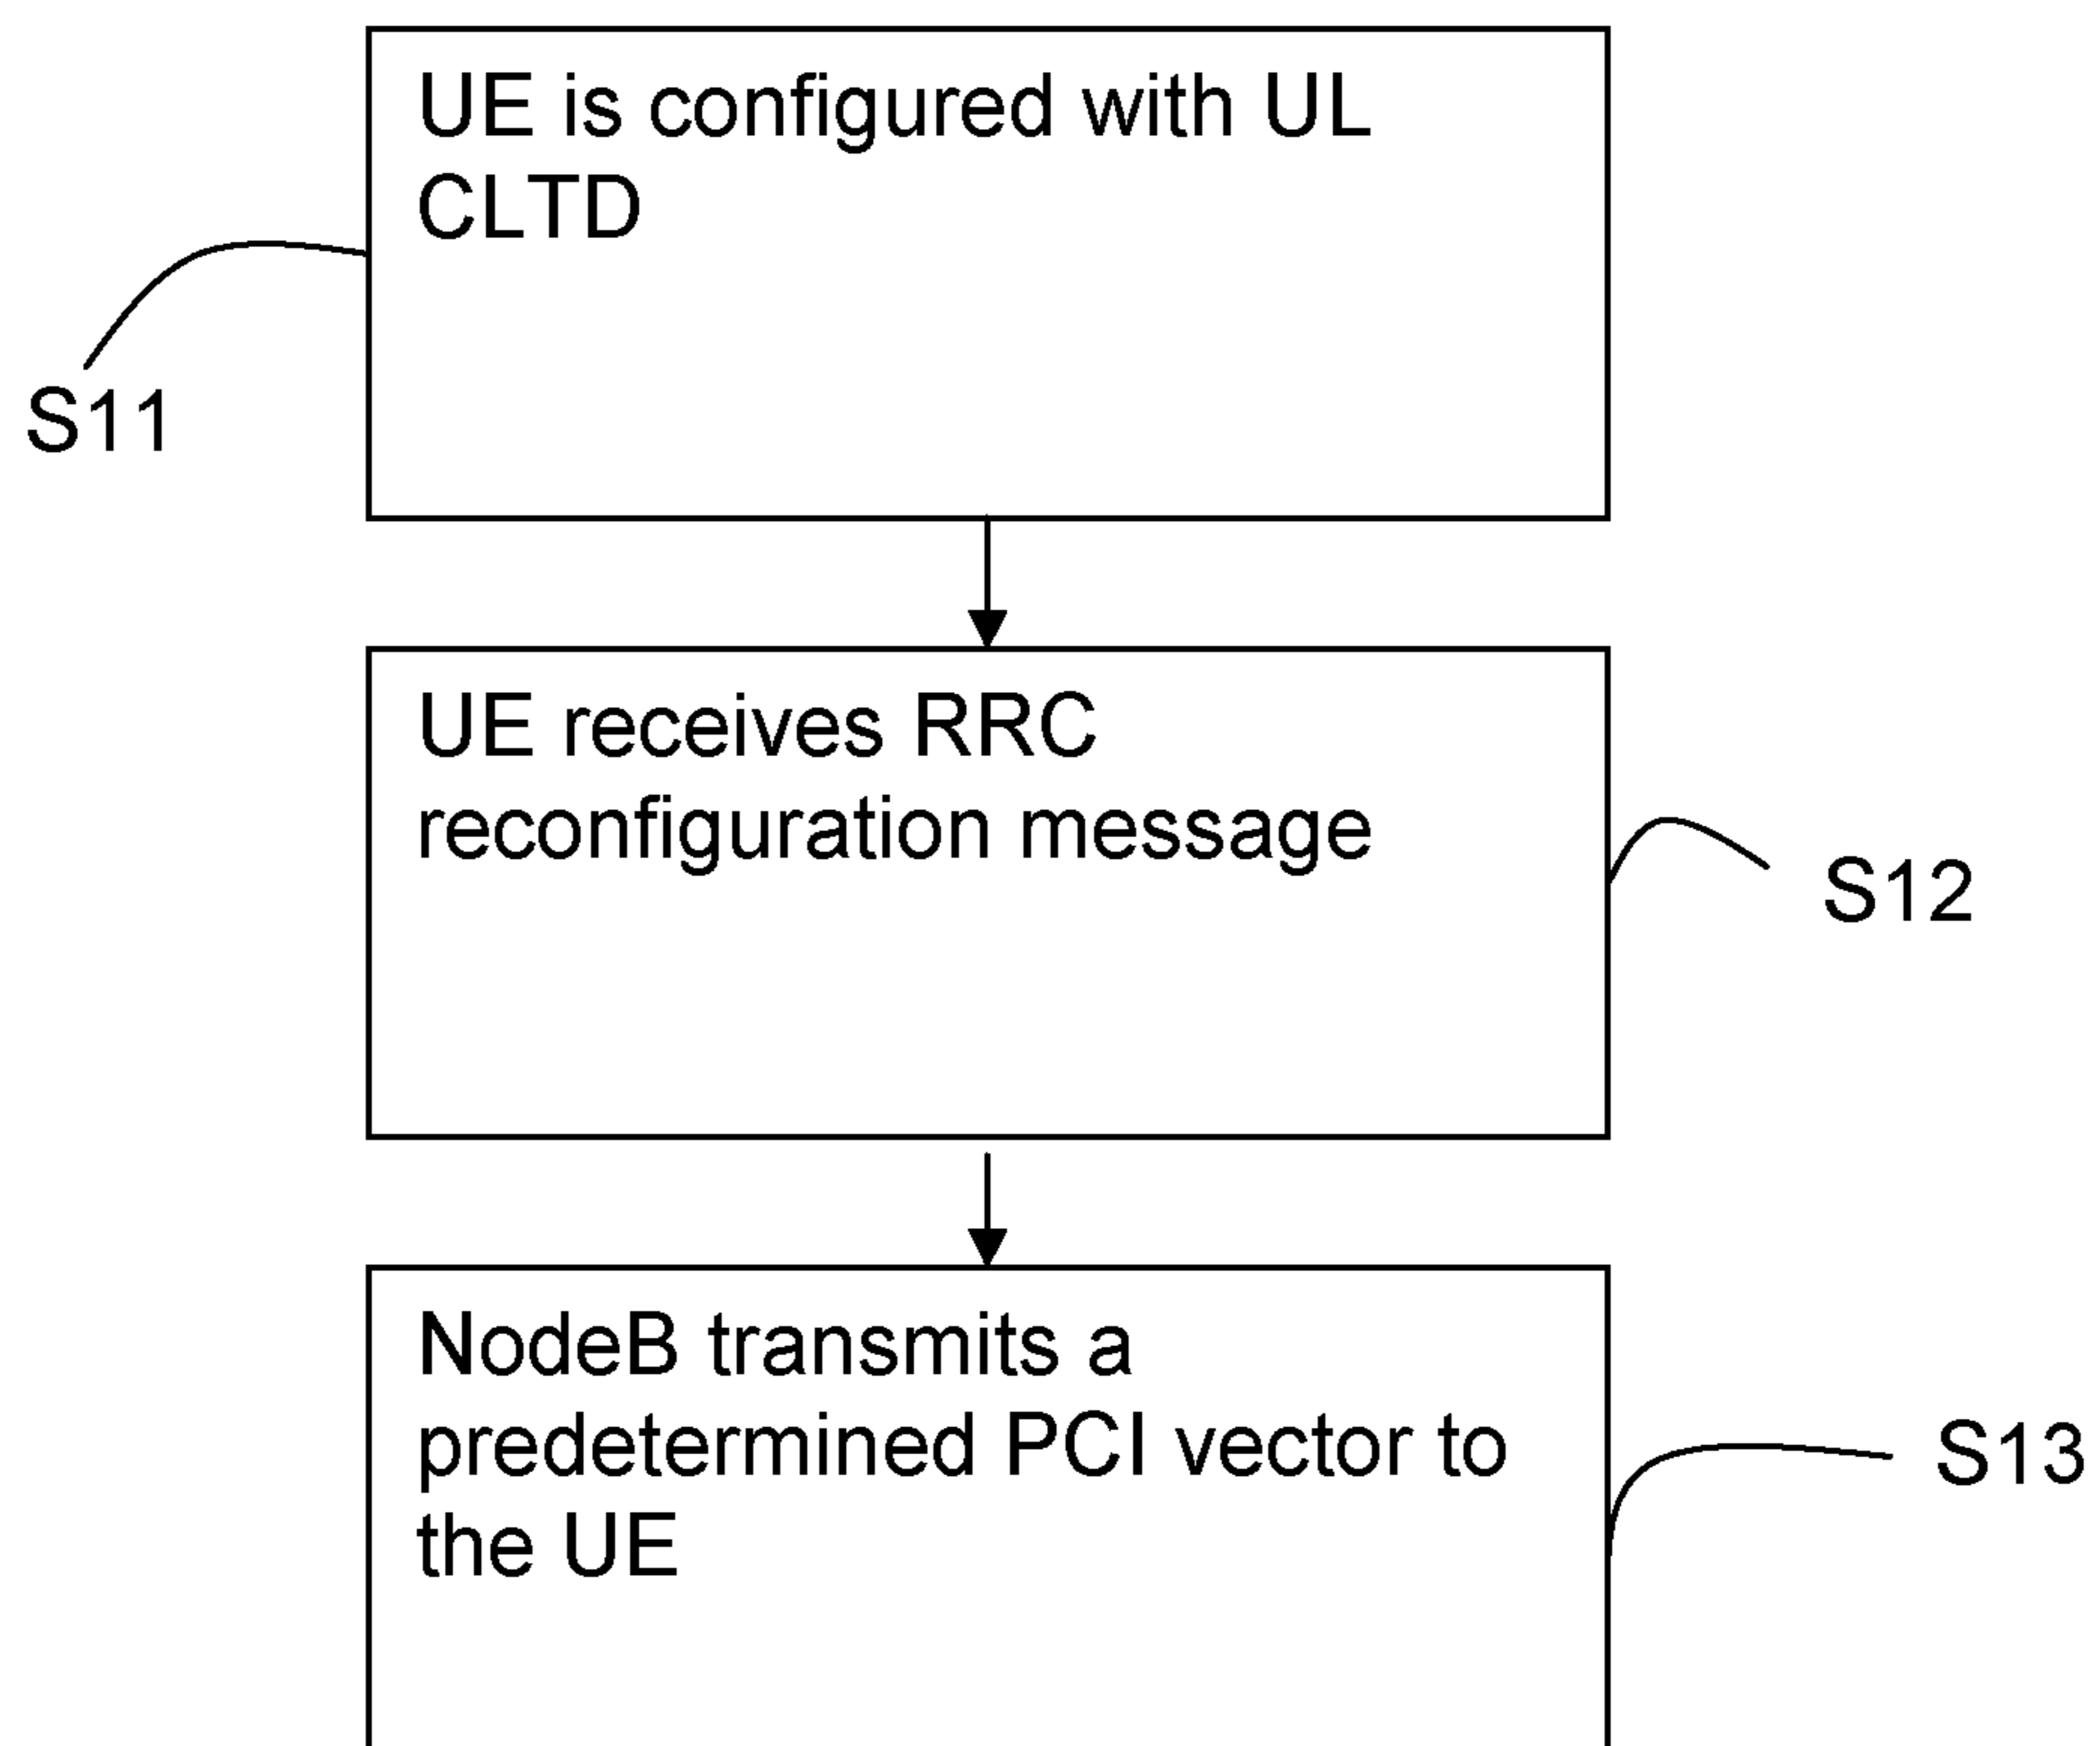 UE is configured with UL
CLTD
S11
UE receives RRC
reconfiguration message
S12
NodeB transmits a
predetermined PCI vector to
the UE
S13